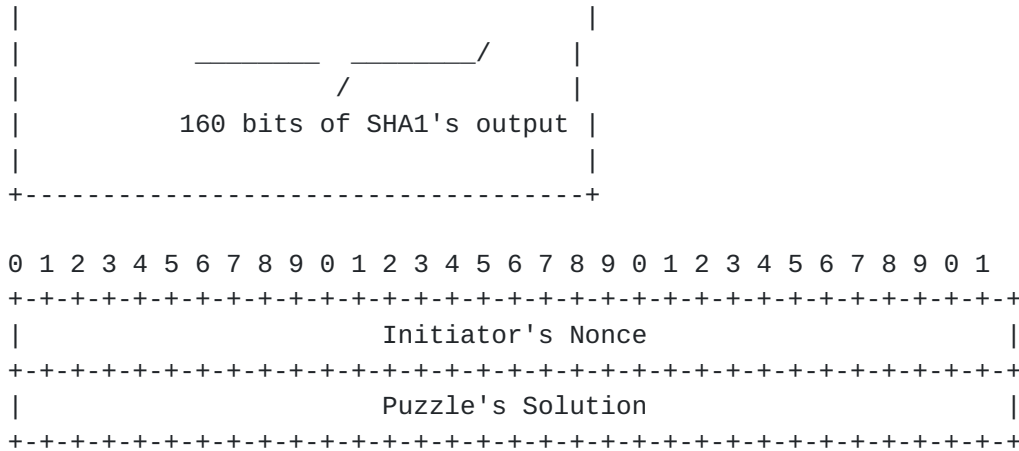 |                                     |
|           ________  ________/     |
|                    /              |
|          160 bits of SHA1's output |
|                                     |
+------------------------------------+
0 1 2 3 4 5 6 7 8 9 0 1 2 3 4 5 6 7 8 9 0 1 2 3 4 5 6 7 8 9 0 1
+-+-+-+-+-+-+-+-+-+-+-+-+-+-+-+-+-+-+-+-+-+-+-+-+-+-+-+-+-+-+-+-+
|                       Initiator's Nonce                       |
+-+-+-+-+-+-+-+-+-+-+-+-+-+-+-+-+-+-+-+-+-+-+-+-+-+-+-+-+-+-+-+-+
|                       Puzzle's Solution                       |
+-+-+-+-+-+-+-+-+-+-+-+-+-+-+-+-+-+-+-+-+-+-+-+-+-+-+-+-+-+-+-+-+